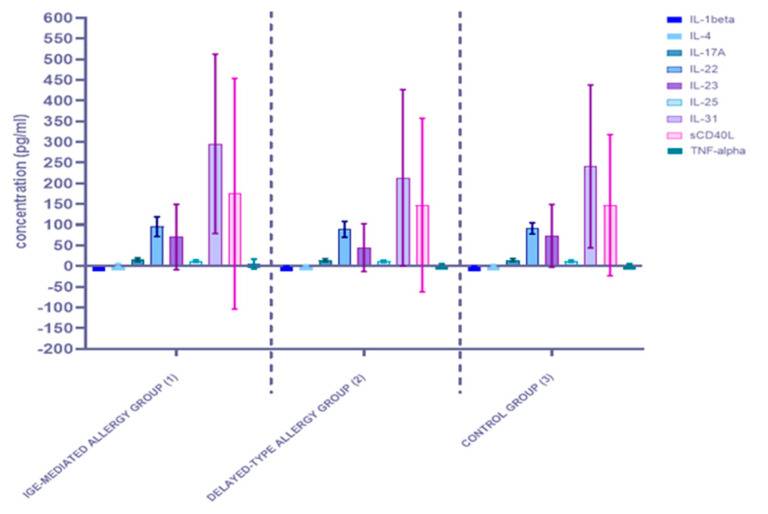 600
550
500
450
400
350
300
250
200
150
100
50
0
-50
-100
-150
-200
concentration (pg/ml)
IGE-MEDIATED ALLERGY GROUP (1)
DELAYED-TYPE ALLERGY GROUP (2)
CONTROL GROUP (3)
IL-1beta
IL-4
IL-17A
IL-22
IL-23
IL-25
IL-31
sCD40L
TNF-alpha